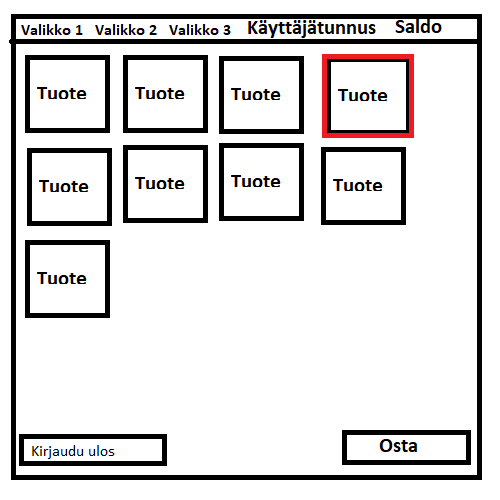 Valikko 1 Valikko 2 Valikko 3 Käyttäjätunnus Saldo
Tuote Tuote Tuote Tuote
Tuote Tuote Tuote Tuote
Tuote
Kirjaudu ulos Osta